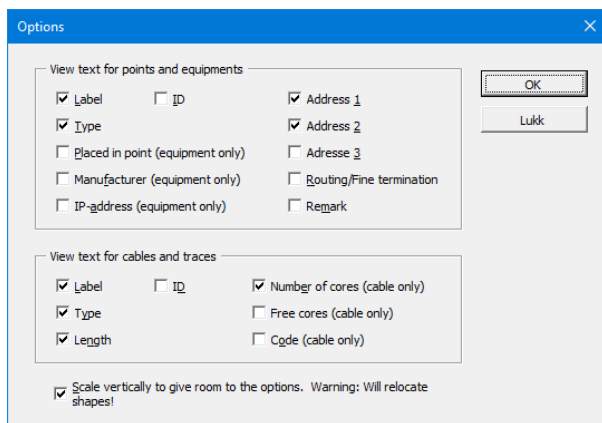 Options
View text for points and equipments
Label ID Address 1
Type Address 2
Placed in point (equipment only) Adresse 3
Manufacturer (equipment only) Routing/Fine termination
IP-address (equipment only) Remark
OK
Lukk
View text for cables and traces
Label ID Number of cores (cable only)
Type Free cores (cable only)
Length Code (cable only)
Scale vertically to give room to the options. Warning: Will relocate
shapes!